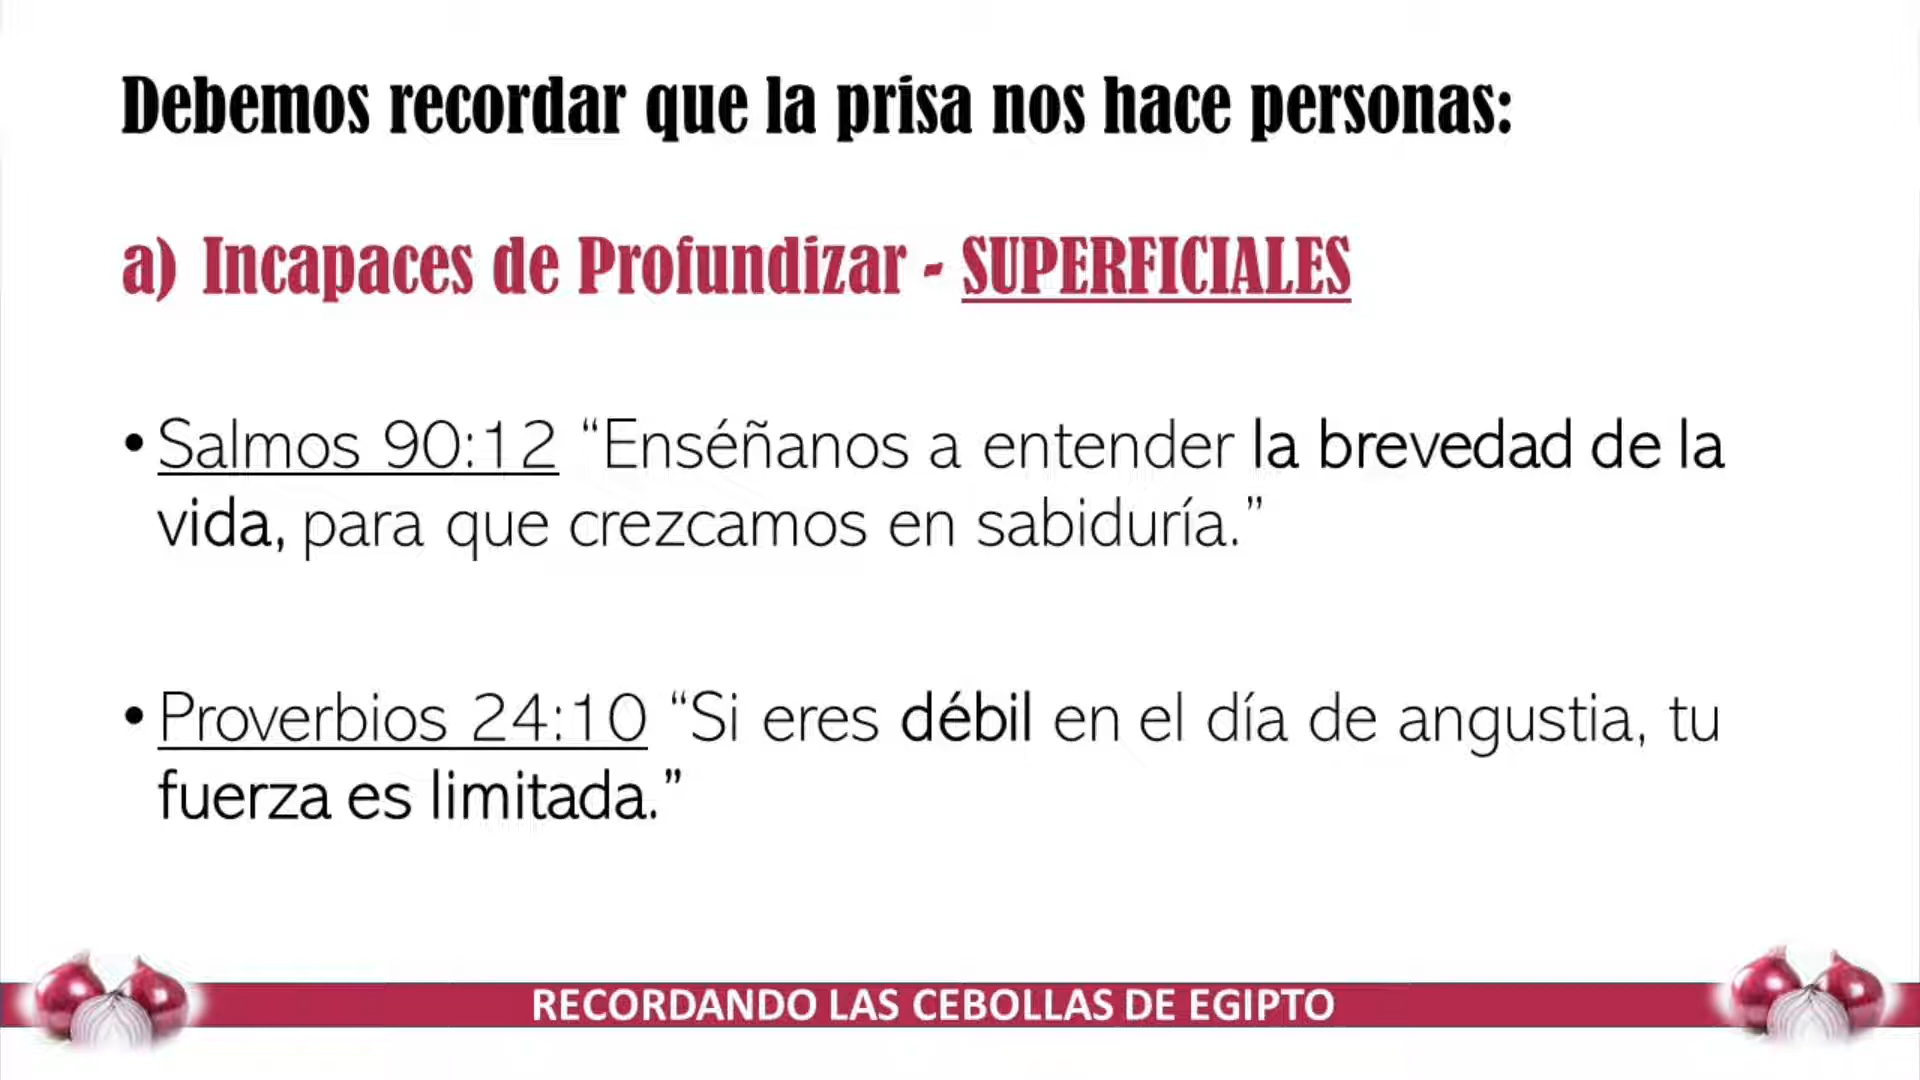 Debemos recordar que la prisa nos hace personas:
a) Incapaces de Profundizar - SUPERFICIALES
• Salmos 90:12 “Enséñanos a entender la brevedad de la
vida, para que crezcamos en sabiduría.”
• Proverbios 24:10 “Si eres débil en el día de angustia, tu
fuerza es limitada.”
RECORDANDO LAS CEBOLLAS DE EGIPTO